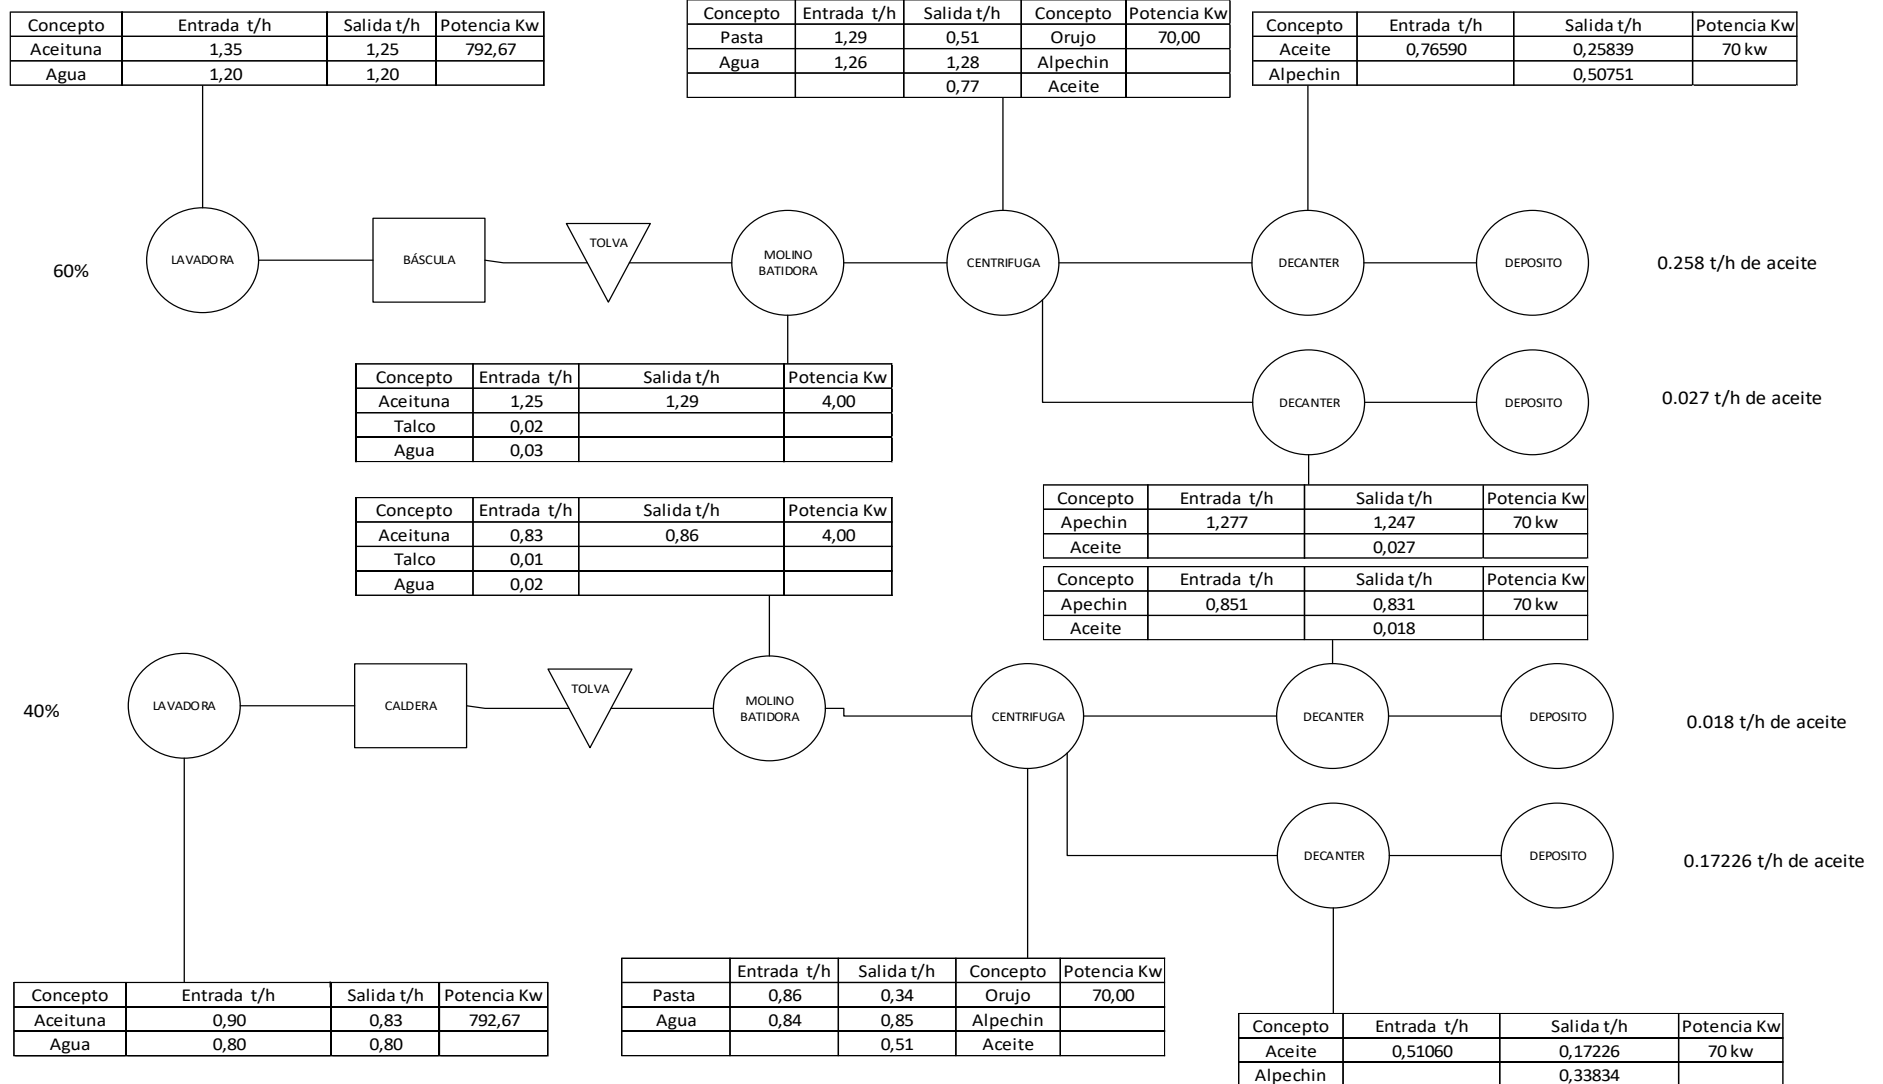 Concepto Entrada t/h Salida t/h Potencia Kw
Aceituna 1,35 1,25 792,67
Agua 1,20 1,20
Concepto Entrada t/h Salida t/h Concepto Potencia Kw
Pasta 1,29 0,51 Orujo 70,00
Agua 1,26 1,28 Alpechin
0,77 Aceite
Concepto Entrada t/h Salida t/h Potencia Kw
Aceite 0,76590 0,25839 70 kw
Alpechin 0,50751
60%
LAVADORA
BÁSCULA
TOLVA
MOLINO
BATIDORA
CENTRIFUGA
DECANTER
DEPOSITO
0.258 t/h de aceite
DECANTER
DEPOSITO
0.027 t/h de aceite
Concepto Entrada t/h Salida t/h Potencia Kw
Aceituna 1,25 1,29 4,00
Talco 0,02
Agua 0,03
Concepto Entrada t/h Salida t/h Potencia Kw
Apechin 1,277 1,247 70 kw
Aceite 0,027
Concepto Entrada t/h Salida t/h Potencia Kw
Aceituna 0,83 0,86 4,00
Talco 0,01
Agua 0,02
Concepto Entrada t/h Salida t/h Potencia Kw
Apechin 0,851 0,831 70 kw
Aceite 0,018
40%
LAVADORA
CALDERA
TOLVA
MOLINO
BATIDORA
CENTRIFUGA
DECANTER
DEPOSITO
0.018 t/h de aceite
DECANTER
DEPOSITO
0.17226 t/h de aceite
Concepto Entrada t/h Salida t/h Potencia Kw
Aceituna 0,90 0,83 792,67
Agua 0,80 0,80
Entrada t/h Salida t/h Concepto Potencia Kw
Pasta 0,86 0,34 Orujo 70,00
Agua 0,84 0,85 Alpechin
0,51 Aceite
Concepto Entrada t/h Salida t/h Potencia Kw
Aceite 0,51060 0,17226 70 kw
Alpechin 0,33834